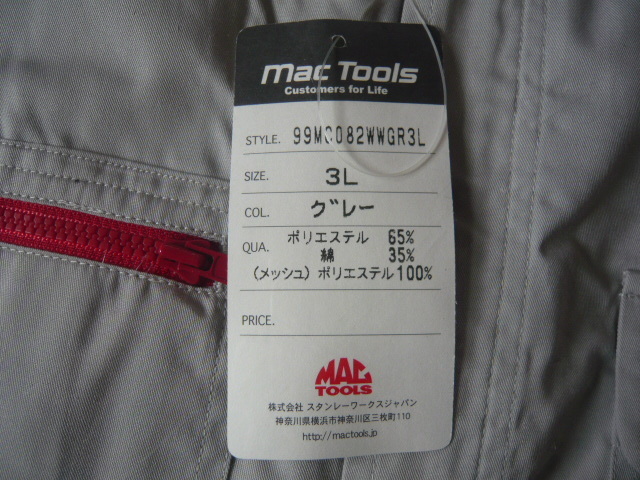 mac Tools
Customers for Life
STYLE. 99MC082WWGR3L
SIZE. 3L
COL. グレー
QUA. ポリエステル 65%
綿 35%
(メッシュ) ポリエステル 100%
PRICE.
MAC
TOOLS
株式会社 スタンレーワークスジャパン
神奈川県横浜市神奈川区三枚町110
http://mactools.jp